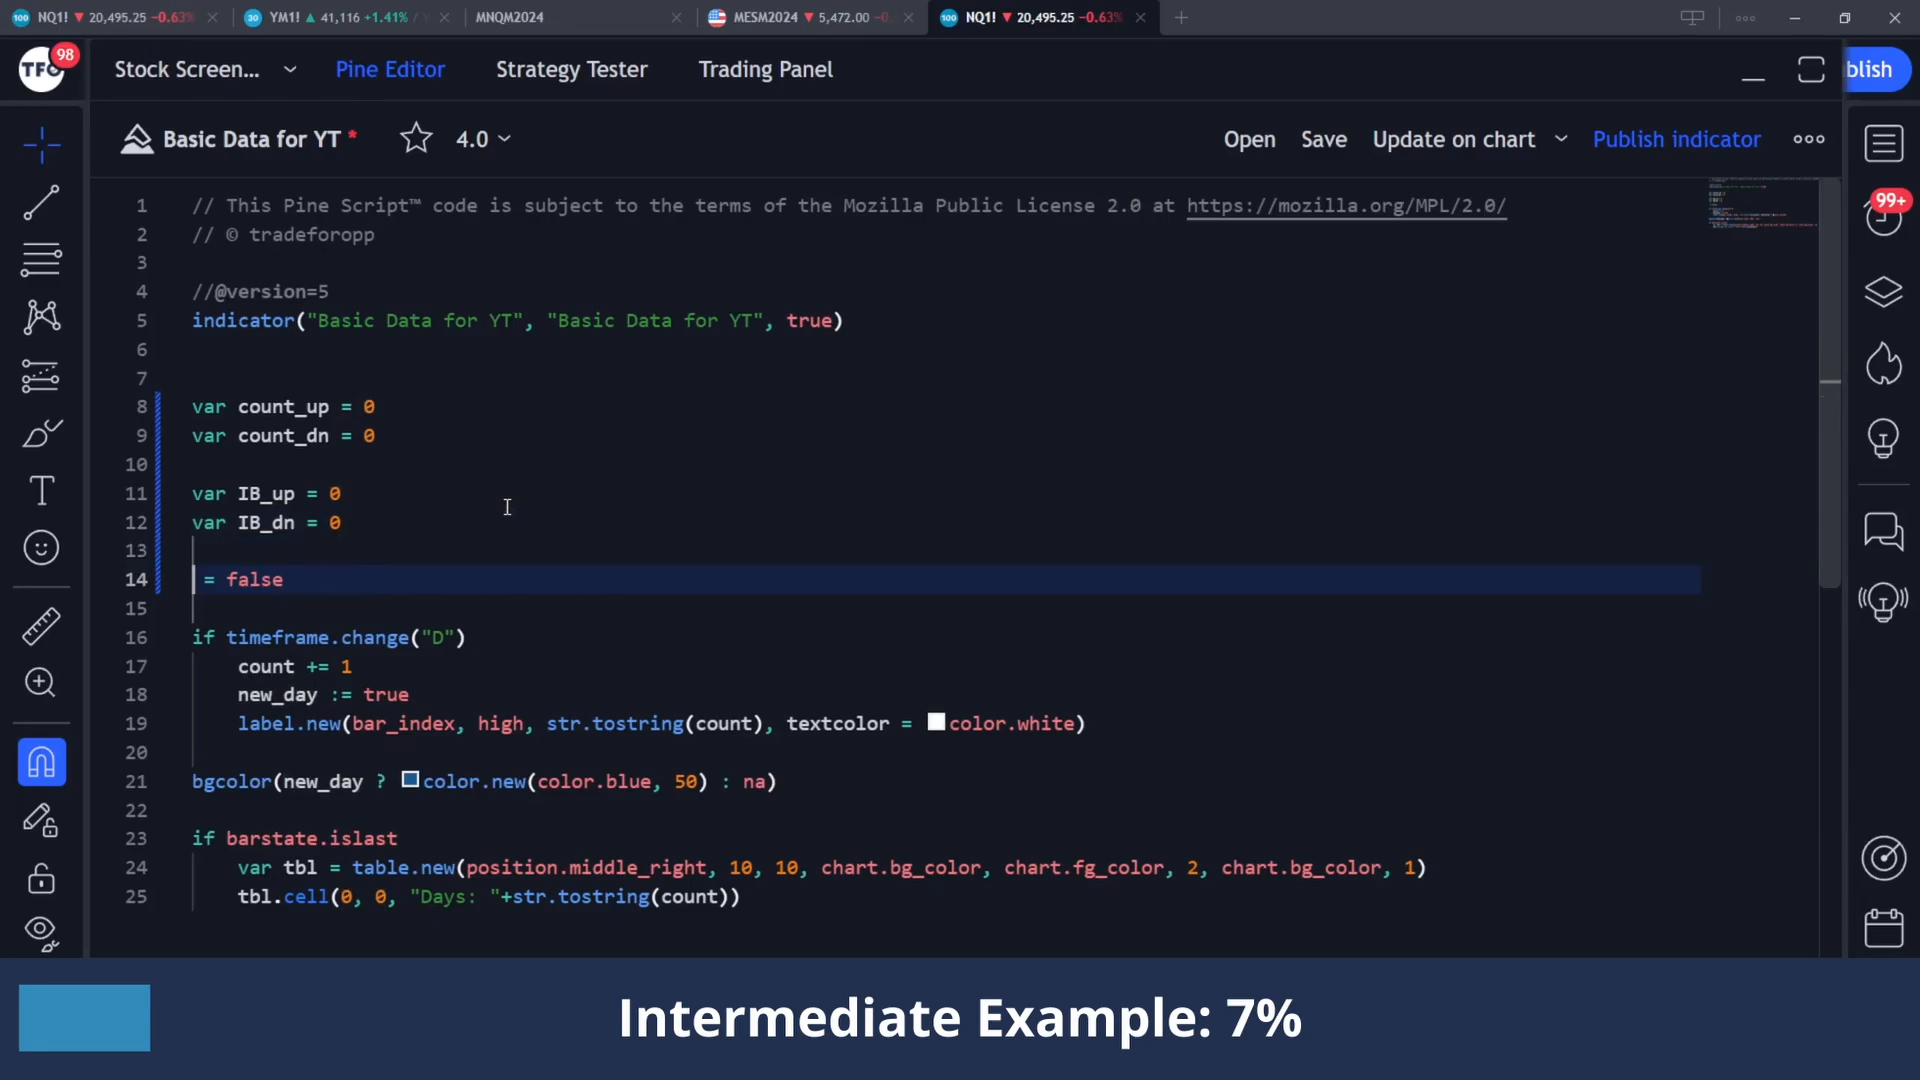 NQ1! ▼ 20,495.25 −0.63%
YM1! ▲ 41,116 +1.41% /
MNQM2024
MESM2024 ▼ 5,472.00 −0.
NQ1! ▼ 20,495.25 −0.63%
TFO 98
Stock Screen... Pine Editor Strategy Tester Trading Panel
blish
Basic Data for YT * 4.0 Open Save Update on chart Publish indicator
99+
1 // This Pine Script™ code is subject to the terms of the Mozilla Public License 2.0 at https://mozilla.org/MPL/2.0/
2 // © tradeforopp
3
4 //@version=5
5 indicator("Basic Data for YT", "Basic Data for YT", true)
6
7
8 var count_up = 0
9 var count_dn = 0
10
11 var IB_up = 0
12 var IB_dn = 0
13
14 = false
15
16 if timeframe.change("D")
17 count += 1
18 new_day := true
19 label.new(bar_index, high, str.tostring(count), textcolor = color.white)
20
21 bgcolor(new_day ? color.new(color.blue, 50) : na)
22
23 if barstate.islast
24 var tbl = table.new(position.middle_right, 10, 10, chart.bg_color, chart.fg_color, 2, chart.bg_color, 1)
25 tbl.cell(0, 0, "Days: "+str.tostring(count))
Intermediate Example: 7%